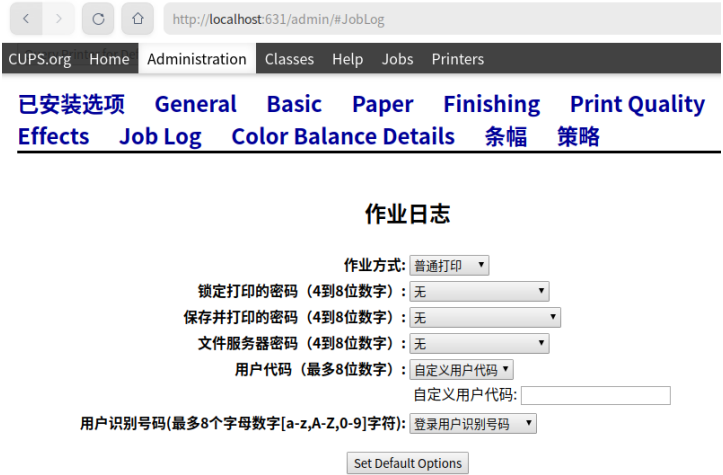 http://localhost:631/admin/#JobLog
CUPS.org Home Administration Classes Help Jobs Printers
已安装选项 General Basic Paper Finishing Print Quality
Effects Job Log Color Balance Details 条幅 策略
作业日志
作业方式: 普通打印
锁定打印的密码（4到8位数字）: 无
保存并打印的密码（4到8位数字）: 无
文件服务器密码（4到8位数字）: 无
用户代码（最多8位数字）: 自定义用户代码
自定义用户代码:
用户识别号码(最多8个字母数字[a-z,A-Z,0-9]字符): 登录用户识别号码
Set Default Options